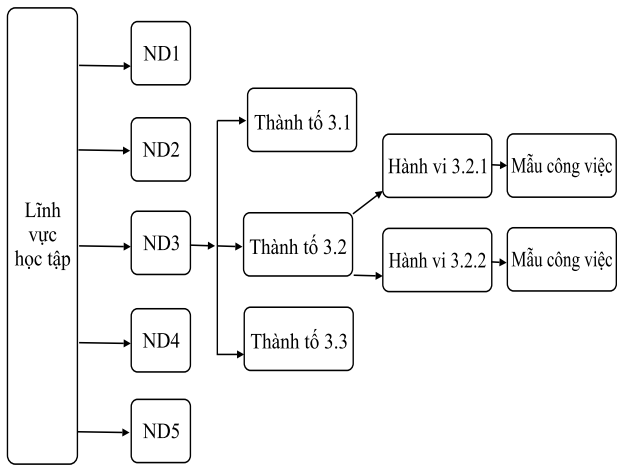 Lĩnh
vực
học tập
ND1
ND2
ND3
ND4
ND5
Thành tố 3.1
Thành tố 3.2
Thành tố 3.3
Hành vi 3.2.1
Hành vi 3.2.2
Mẫu công việc
Mẫu công việc